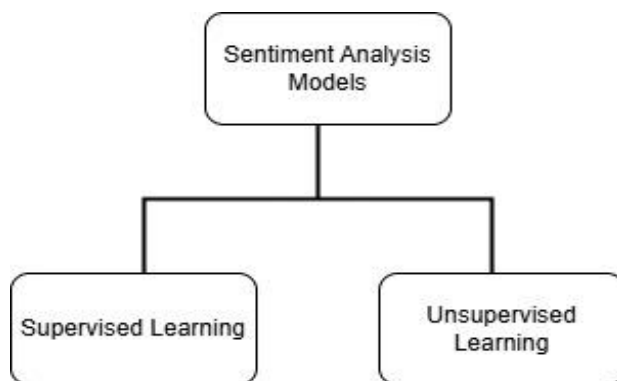 Sentiment Analysis
Models
Supervised Learning
Unsupervised
Learning